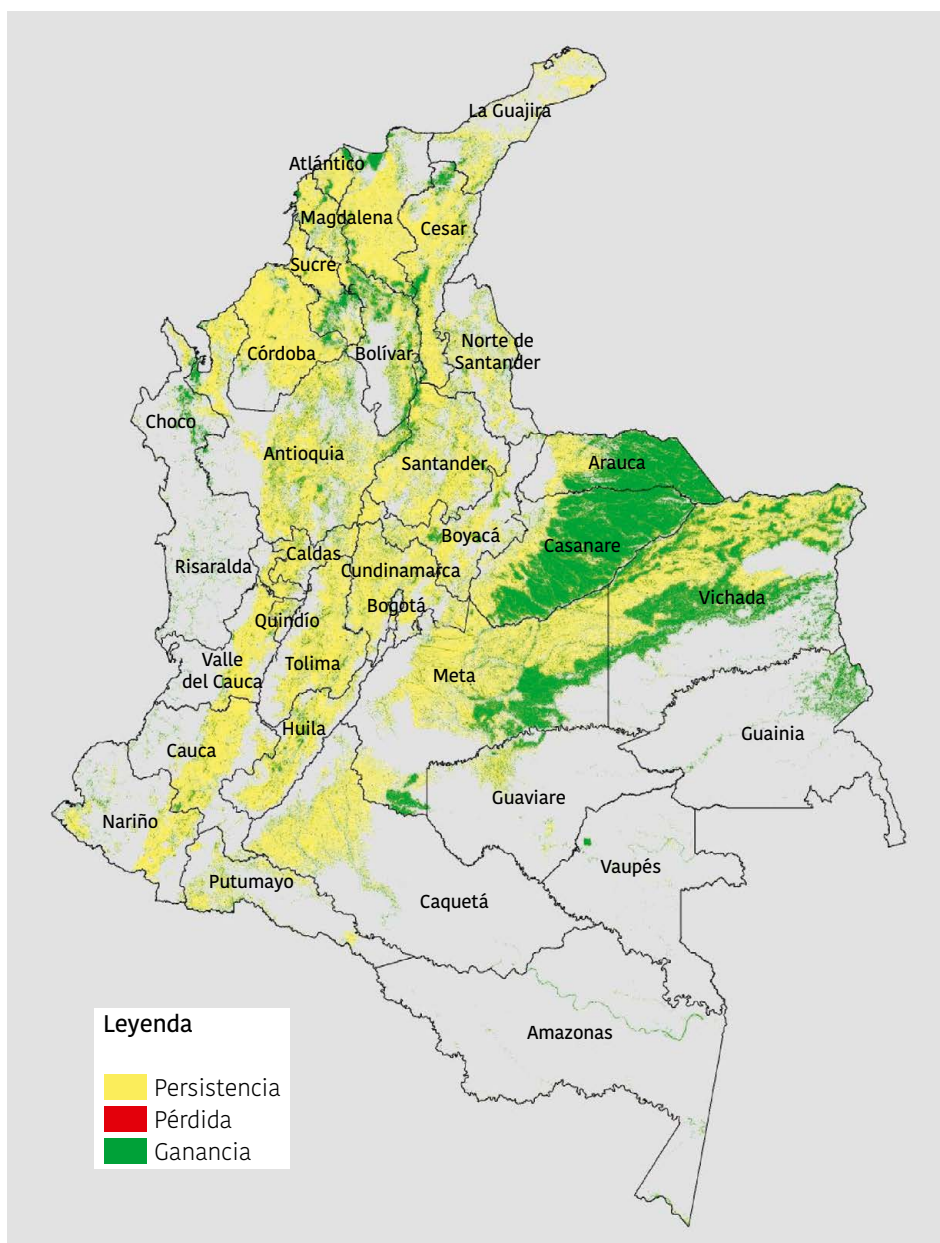 La Guajira
Atlántico
Magdalena
Cesar
Sucre
Norte de
Santander
Córdoba
Bolívar
Choco
Antioquia
Santander
Arauca
Boyacá
Casanare
Caldas
Risaralda
Cundinamarca
Vichada
Bogotá
Quindío
Valle
del Cauca
Tolima
Meta
Huila
Guainia
Cauca
Guaviare
Nariño
Vaupés
Putumayo
Caquetá
Amazonas
Leyenda
Persistencia
Pérdida
Ganancia